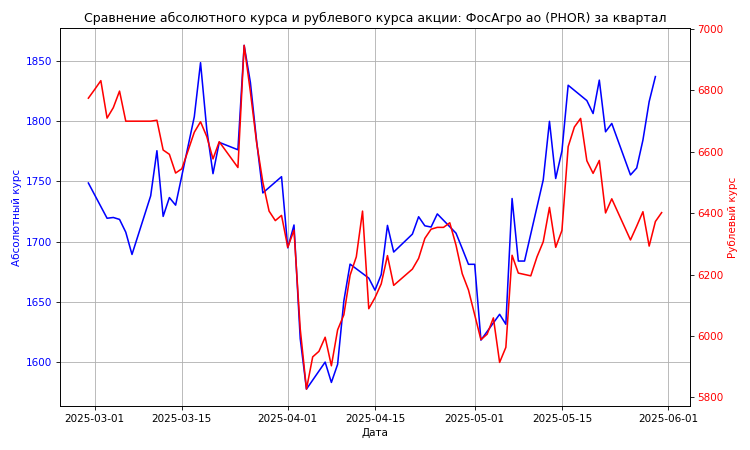 Сравнение абсолютного курса и рублевого курса акции: ФосАгро ао (PHOR) за квартал
Абсолютный курс
1850
1800
1750
1700
1650
1600
7000
6800
6600
6400
6200
6000
5800
Рублевый курс
2025-03-01 2025-03-15 2025-04-01 2025-04-15 2025-05-01 2025-05-15 2025-06-01
Дата